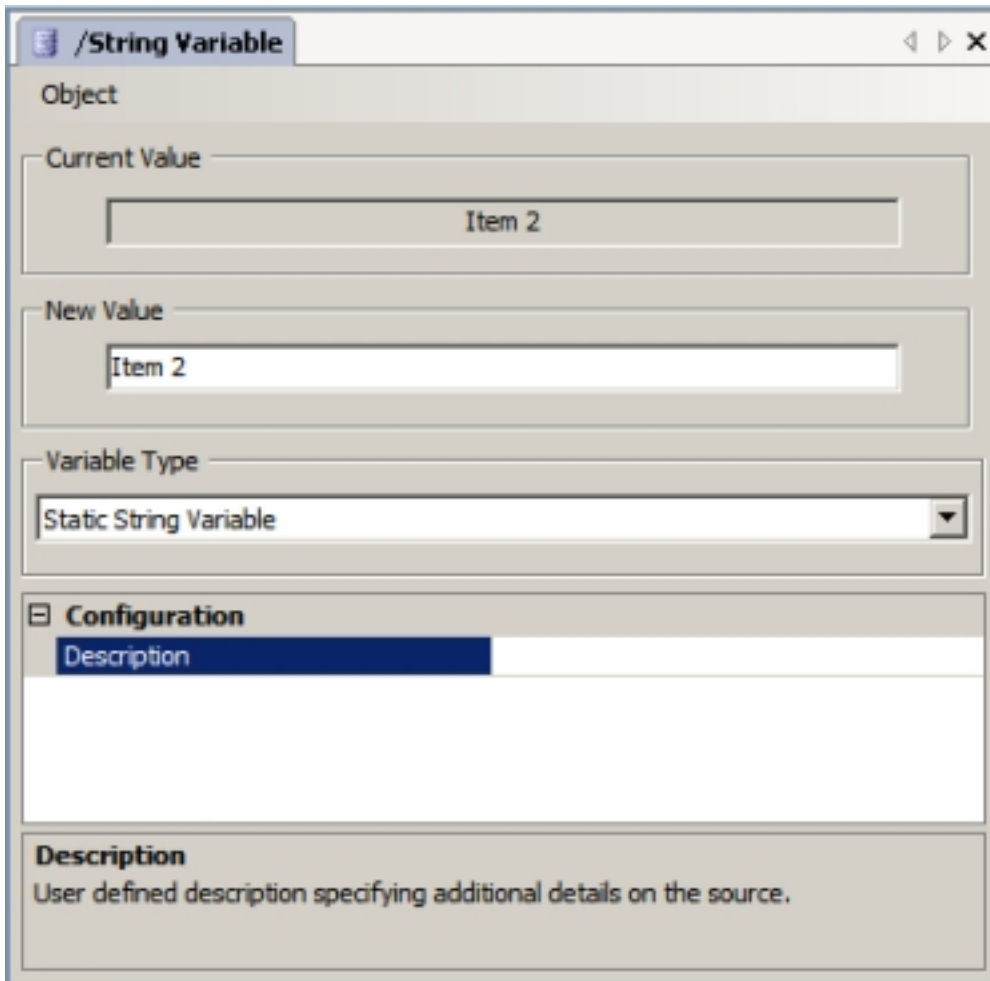 /String Variable
Object
Current Value
Item 2
New Value
Item 2
Variable Type
Static String Variable
Configuration
Description
Description
User defined description specifying additional details on the source.